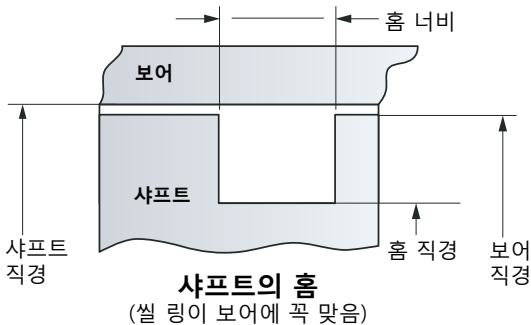 홈 너비
보어
샤프트
샤프트
직경
홈 직경
보어
직경
샤프트의 홈
(씰 링이 보어에 꼭 맞음)